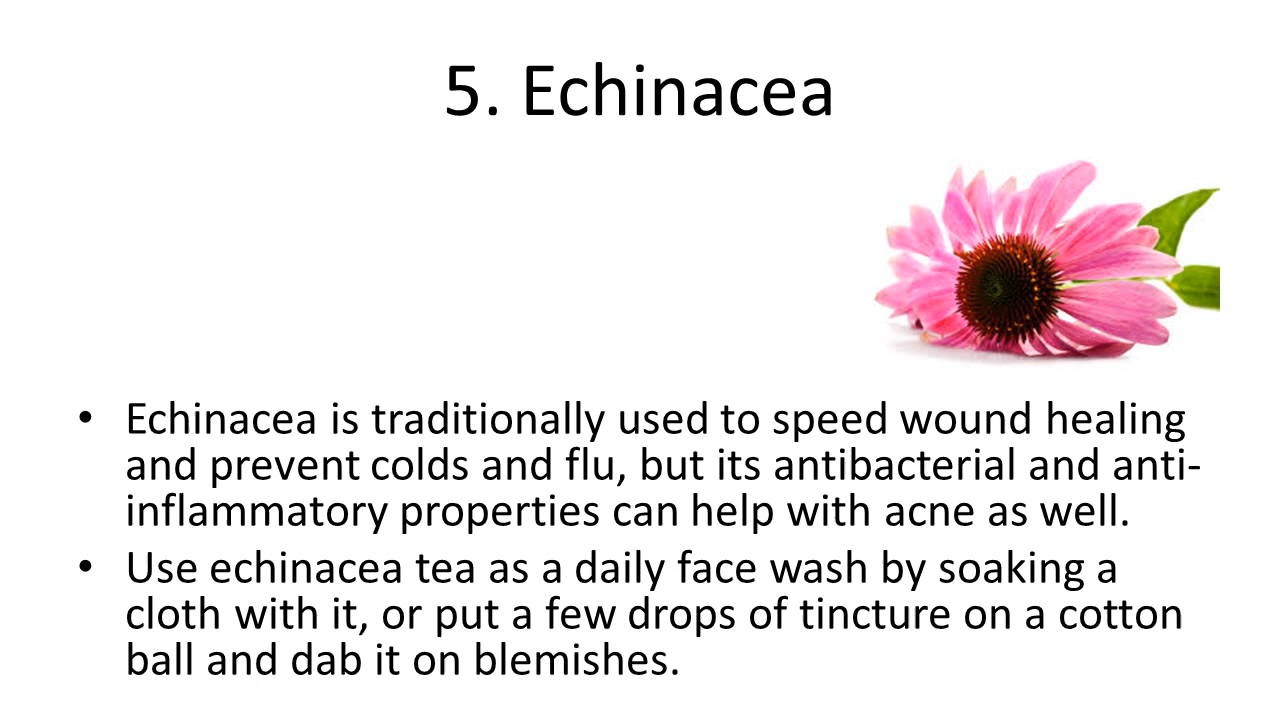 5. Echinacea
• Echinacea is traditionally used to speed wound healing
and prevent colds and flu, but its antibacterial and anti-
inflammatory properties can help with acne as well.
• Use echinacea tea as a daily face wash by soaking a
cloth with it, or put a few drops of tincture on a cotton
ball and dab it on blemishes.